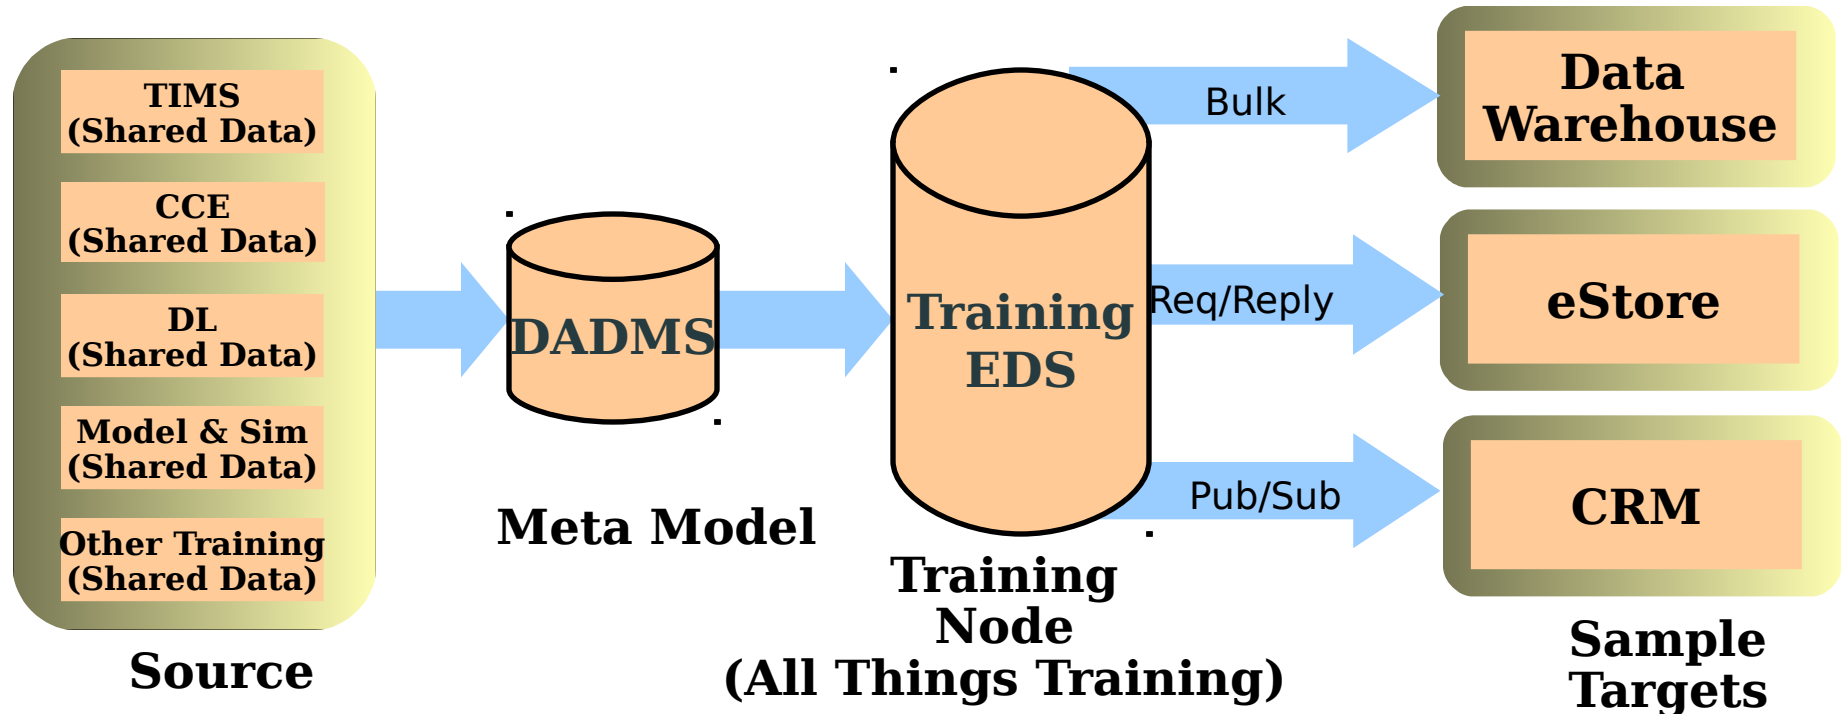 TIMS
(Shared Data)
CCE
(Shared Data)
DL
(Shared Data)
Model & Sim
(Shared Data)
Other Training
(Shared Data)
Source
DADMS
Meta Model
Training
EDS
Training
Node
(All Things Training)
Bulk
Req/Reply
Pub/Sub
Data
Warehouse
eStore
CRM
Sample
Targets